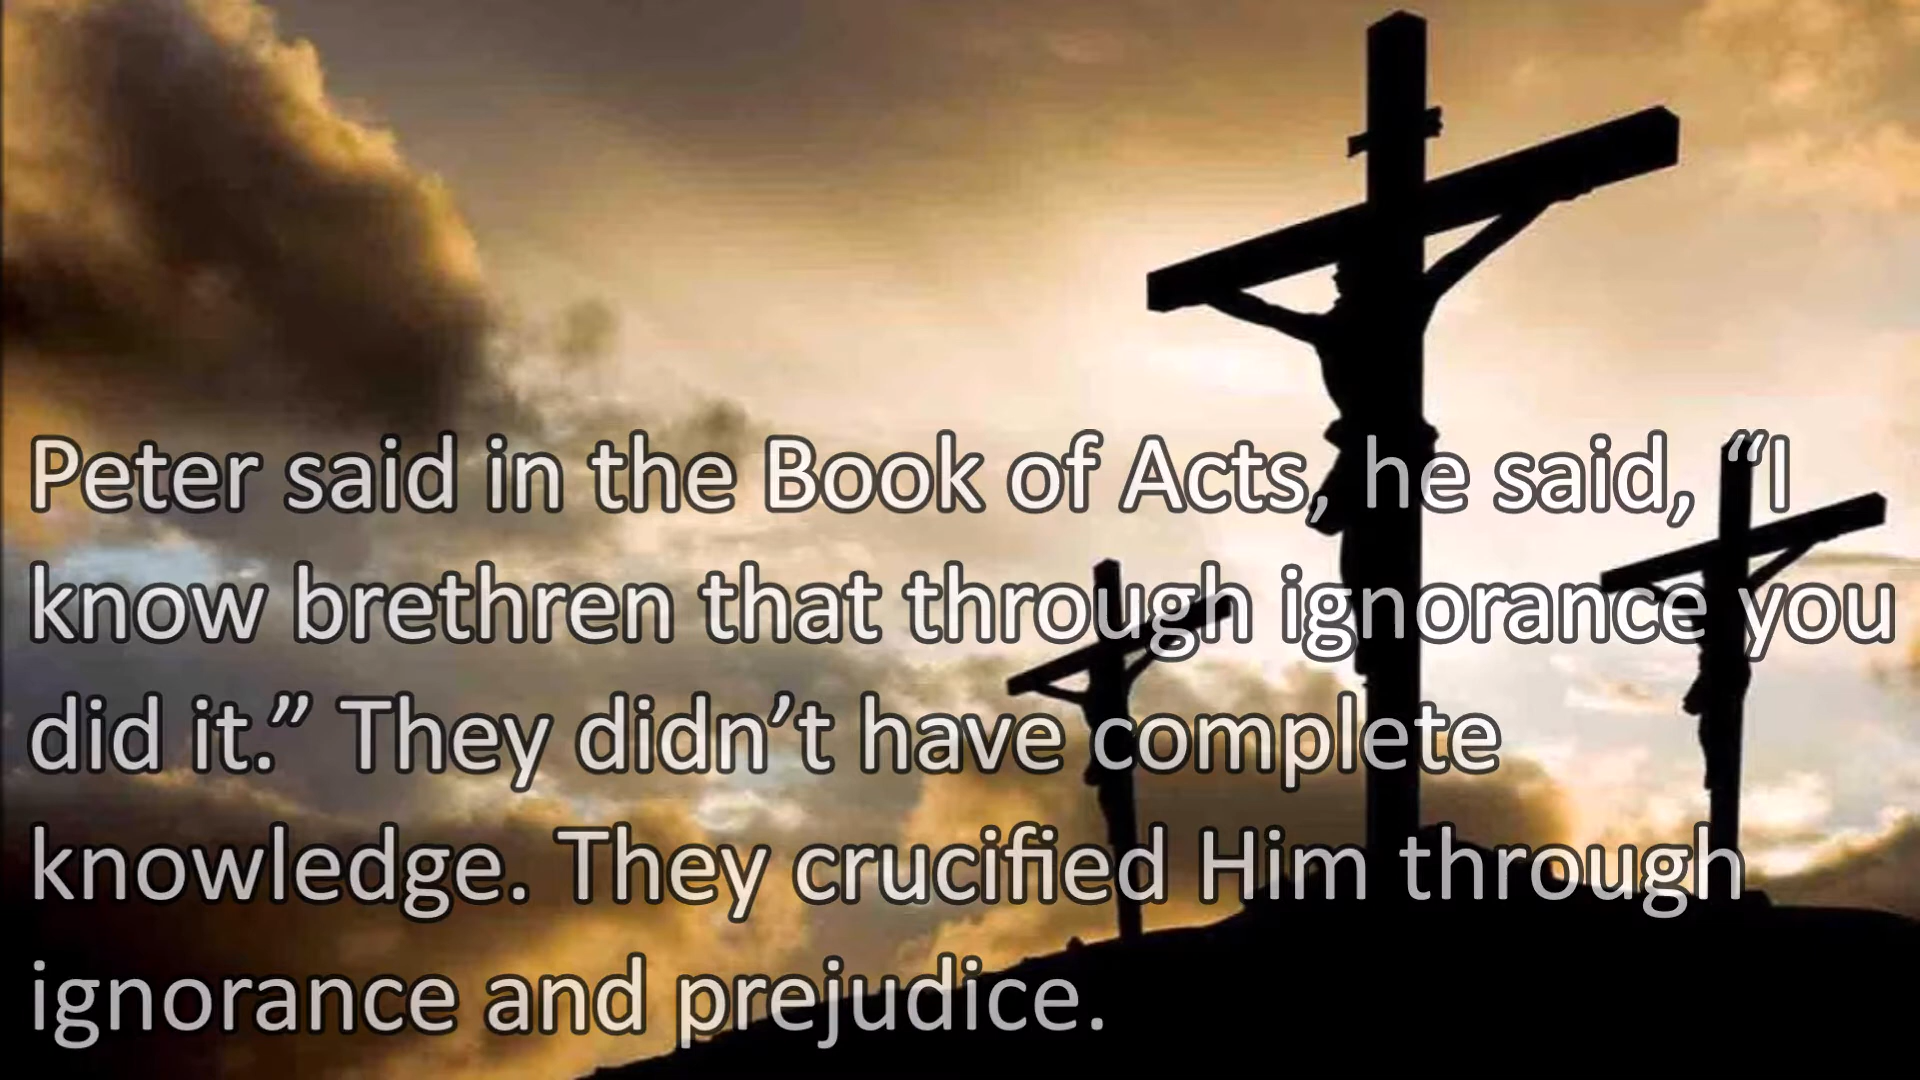 Peter said in the Book of Acts, he said, “I
know brethren that through ignorance you
did it.” They didn’t have complete
knowledge. They crucified Him through
ignorance and prejudice.